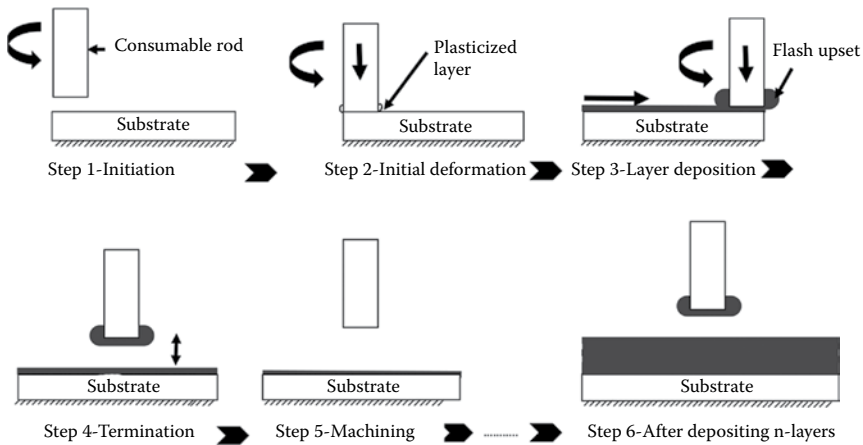 Consumable rod
Substrate
Step 1-Initiation
Plasticized
layer
Substrate
Step 2-Initial deformation
Flash upset
Substrate
Step 3-Layer deposition
Substrate
Step 4-Termination
Substrate
Step 5-Machining
Substrate
Step 6-After depositing n-layers